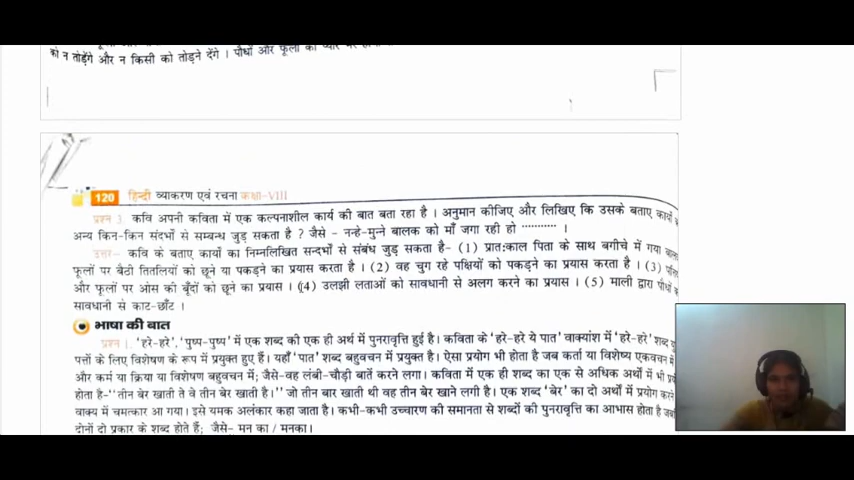 को न तोड़ेंगे और न किसी को तोड़ने देंगे । पौधों और फूलों को प्यार
120 हिन्दी व्याकरण एवं रचना कक्षा-VIII
प्रश्न 3. कवि अपनी कविता में एक कल्पनाशील कार्य की बात बता रहा है । अनुमान कीजिए और लिखिए कि उसके बताए कार्यों
अन्य किन-किन संदर्भों से सम्बन्ध जुड़ सकता है ? जैसे - नन्हे-मुन्ने बालक को माँ जगा रही हो ........... ।
उत्तर- कवि के बताए कार्यों का निम्नलिखित सन्दर्भों से संबंध जुड़ सकता है- (1) प्रात:काल पिता के साथ बगीचे में गया
फूलों पर बैठी तितलियों को छूने या पकड़ने का प्रयास करता है । (2) वह चुग रहे पक्षियों को पकड़ने का प्रयास करता है । (3)
और फूलों पर ओस की बूँदों को छूने का प्रयास । (4) उलझी लताओं को सावधानी से अलग करने का प्रयास । (5) माली द्वारा पौधों
सावधानी से काट-छाँट ।
भाषा की बात
प्रश्न 1. 'हरे-हरे', 'पुष्प-पुष्प' में एक शब्द की एक ही अर्थ में पुनरावृत्ति हुई है। कविता के 'हरे-हरे ये पात' वाक्यांश में 'हरे-हरे' शब्द
पत्तों के लिए विशेषण के रूप में प्रयुक्त हुए हैं। यहाँ 'पात' शब्द बहुवचन में प्रयुक्त है। ऐसा प्रयोग भी होता है जब कर्ता या विशेष्य एकवचन में
और कर्म या क्रिया या विशेषण बहुवचन में; जैसे-वह लंबी-चौड़ी बातें करने लगा। कविता में एक ही शब्द का एक से अधिक अर्थों में भी
होता है-"तीन बेर खाती ते वे तीन बेर खाती है।" जो तीन बार खाती थी वह तीन बेर खाने लगी है। एक शब्द 'बेर' का दो अर्थों में प्रयोग
वाक्य में चमत्कार आ गया। इसे यमक अलंकार कहा जाता है। कभी-कभी उच्चारण की समानता से शब्दों की पुनरावृत्ति का आभास होता है
दोनों दो प्रकार के शब्द होते हैं; जैसे- मन का / मनका।